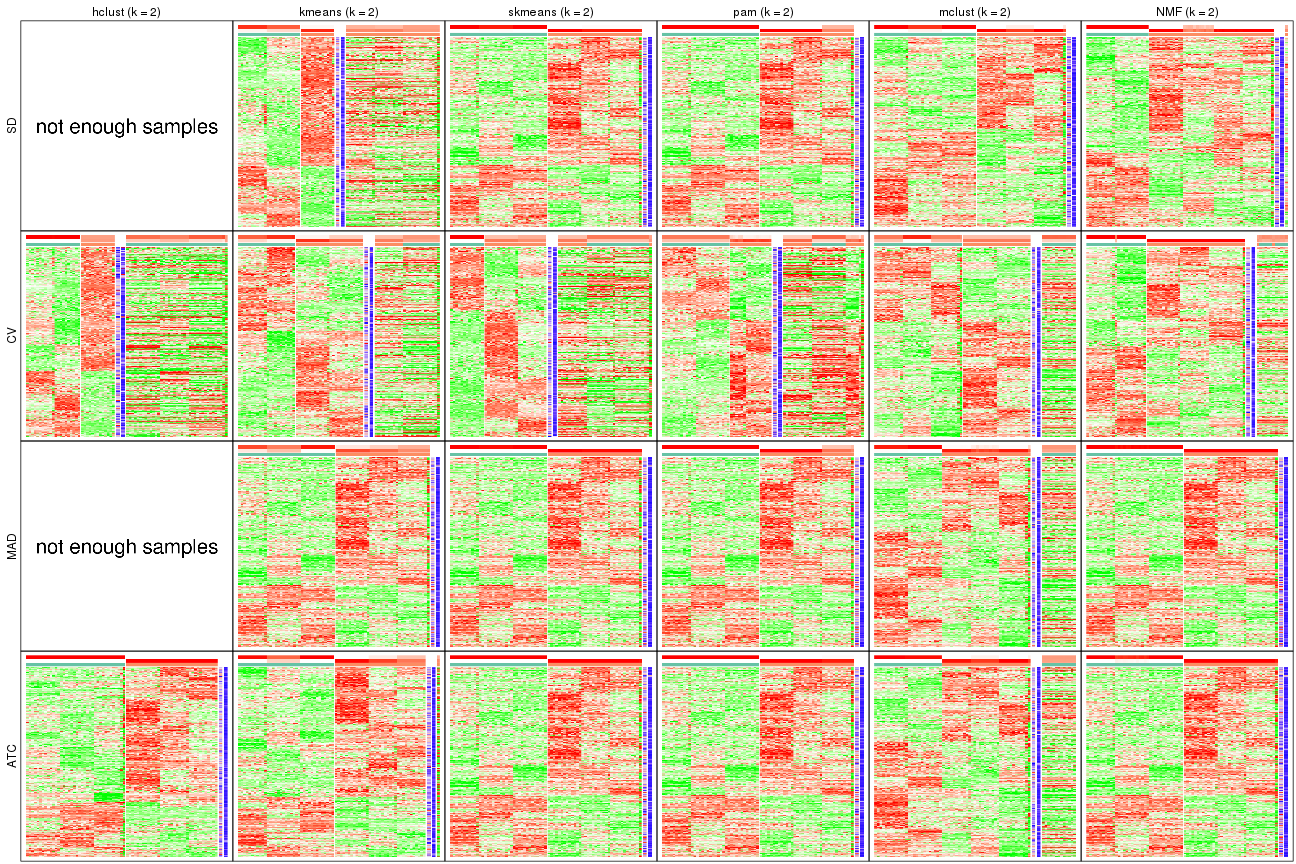 hclust (k = 2) kmeans (k = 2) skmeans (k = 2) pam (k = 2) mclust (k = 2) NMF (k = 2)
SD
not enough samples
CV
MAD
not enough samples
ATC